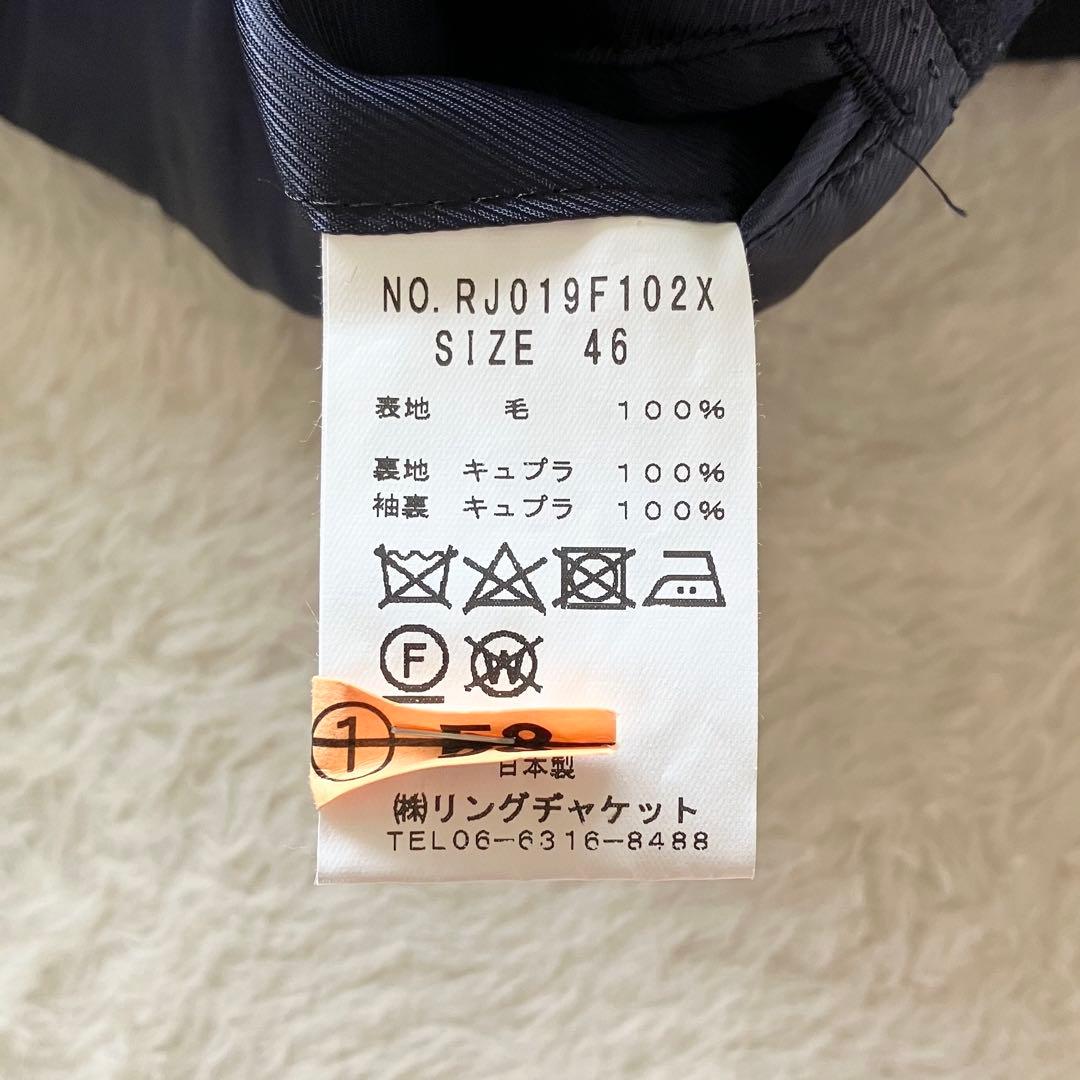 NO.RJ019F102X
SIZE 46
表地 毛 100%
裏地 キュプラ 100%
袖裏 キュプラ 100%
F W
①
日本製
㈱リングヂャケット
TEL06-6316-8488